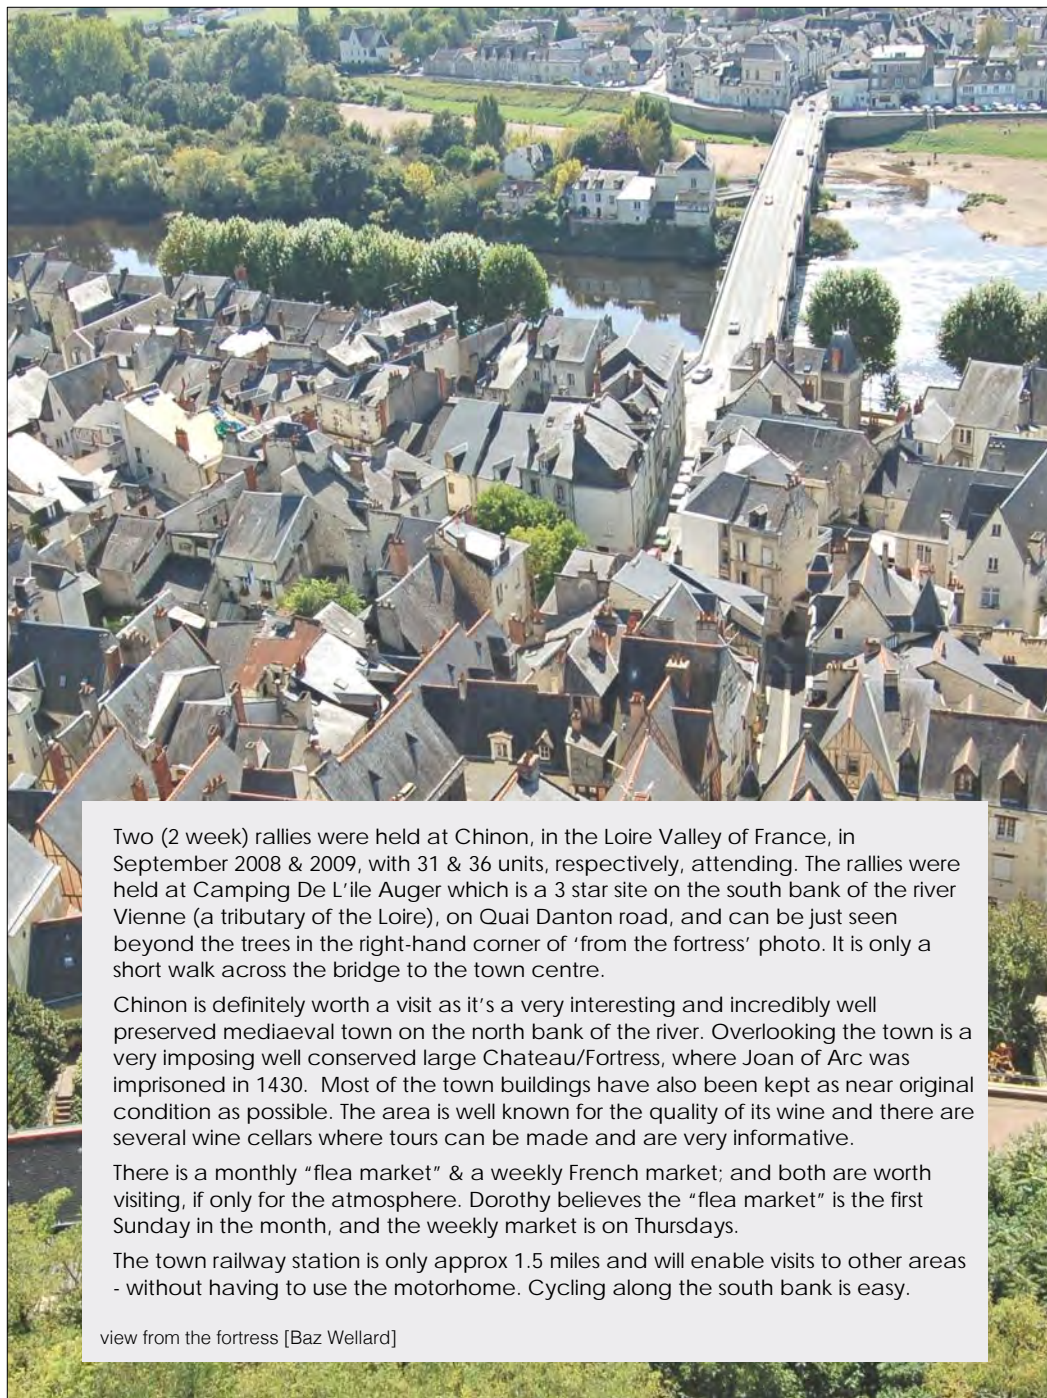 Two (2 week) rallies were held at Chinon, in the Loire Valley of France, in
September 2008 & 2009, with 31 & 36 units, respectively, attending. The rallies were
held at Camping De L'ile Auger which is a 3 star site on the south bank of the river
Vienne (a tributary of the Loire), on Quai Danton road, and can be just seen
beyond the trees in the right-hand corner of ‘from the fortress’ photo. It is only a
short walk across the bridge to the town centre.
Chinon is definitely worth a visit as it's a very interesting and incredibly well
preserved mediaeval town on the north bank of the river. Overlooking the town is a
very imposing well conserved large Chateau/Fortress, where Joan of Arc was
imprisoned in 1430.  Most of the town buildings have also been kept as near original
condition as possible. The area is well known for the quality of its wine and there are
several wine cellars where tours can be made and are very informative.
There is a monthly “flea market” & a weekly French market; and both are worth
visiting, if only for the atmosphere. Dorothy believes the “flea market” is the first
Sunday in the month, and the weekly market is on Thursdays.
The town railway station is only approx 1.5 miles and will enable visits to other areas
- without having to use the motorhome. Cycling along the south bank is easy.
view from the fortress [Baz Wellard]